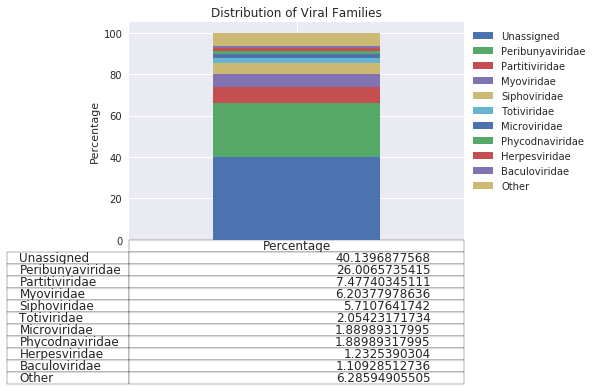 Distribution of Viral Families
100
80
60
40
20
0
Percentage
Unassigned
Peribunyaviridae
Partitiviridae
Myoviridae
Siphoviridae
Totiviridae
Microviridae
Phycodnaviridae
Herpesviridae
Baculoviridae
Other
Percentage
Unassigned 40.1396877568
Peribunyaviridae 26.0065735415
Partitiviridae 7.47740345111
Myoviridae 6.20377978636
Siphoviridae 5.7107641742
Totiviridae 2.05423171734
Microviridae 1.88989317995
Phycodnaviridae 1.88989317995
Herpesviridae 1.2325390304
Baculoviridae 1.10928512736
Other 6.28594905505